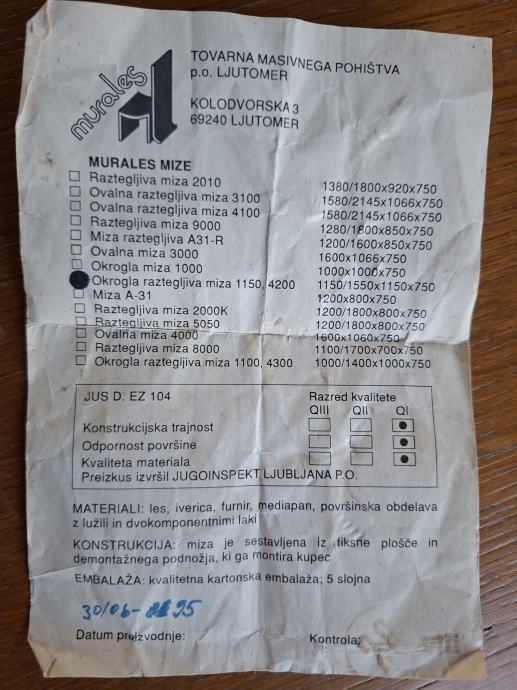 murales
TOVARNA MASIVNEGA POHIŠTVA
p.o. LJUTOMER
KOLODVORSKA 3
69240 LJUTOMER
MURALES MIZE
Raztegljiva miza 2010 1380/1800x920x750
Ovalna raztegljiva miza 3100 1580/2145x1066x750
Ovalna raztegljiva miza 4100 1580/2145x1066x750
Raztegljiva miza 9000 1280/1800x850x750
Miza raztegljiva A31-R 1200/1600x850x750
Ovalna miza 3000 1600x1066x750
Okrogla miza 1000 1000x1000x750
Okrogla raztegljiva miza 1150, 4200 1150/1550x1150x750
Miza A-31 1200x800x750
Raztegljiva miza 2000K 1200/1800x800x750
Raztegljiva miza 5050 1200/1800x800x750
Ovalna miza 4000 1600x1060x750
Raztegljiva miza 8000 1100/1700x700x750
Okrogla raztegljiva miza 1100, 4300 1000/1400x1000x750
JUS D. EZ 104 Razred kvalitete
QIII QII QI
Konstrukcijska trajnost
Odpornost površine
Kvaliteta materiala
Preizkus izvršil JUGOINSPEKT LJUBLJANA P.O.
MATERIALI: les, iverica, furnir, mediapan, površinska obdelava
z lužili in dvokomponentnimi laki
KONSTRUKCIJA: miza je sestavljena iz fiksne plošče in
demontažnega podnožja, ki ga montira kupec
EMBALAŽA: kvalitetna kartonska embalaža; 5 slojna
30/06-95
Datum proizvodnje: Kontrola: